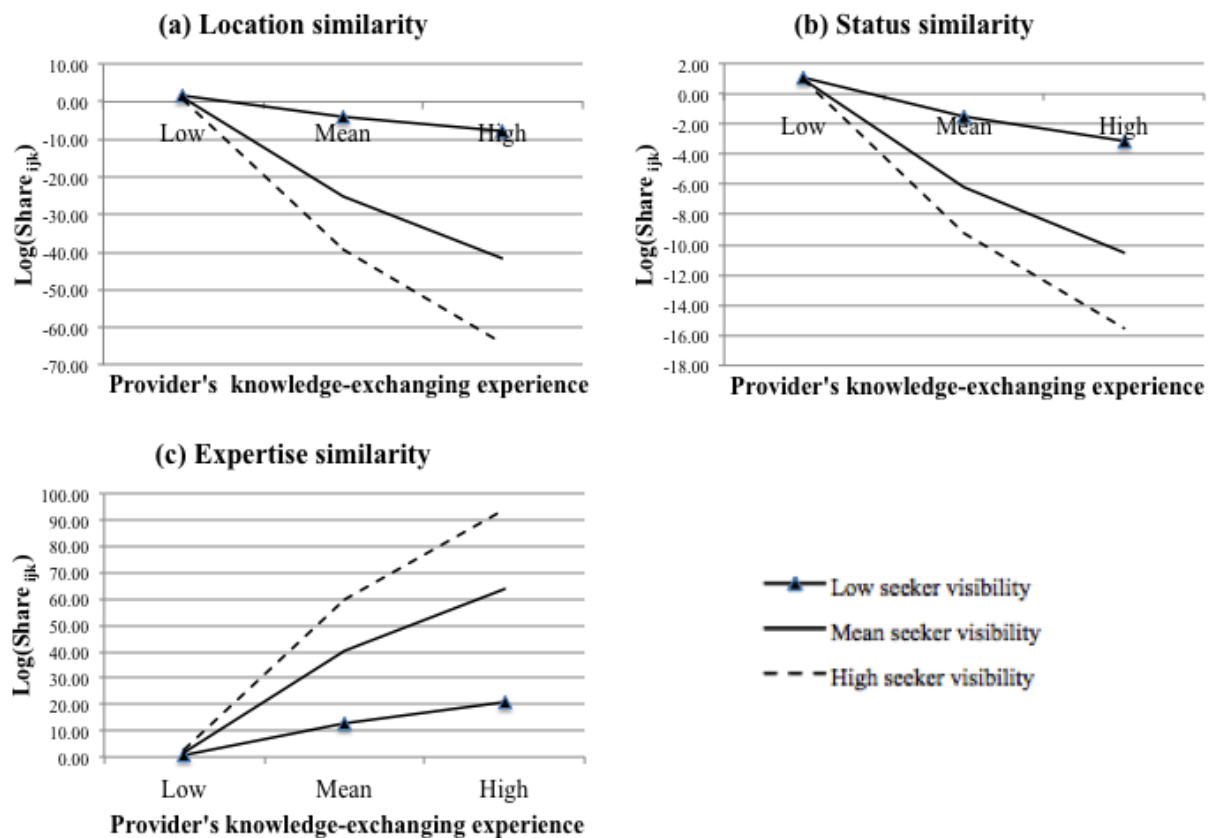 (a) Location similarity
10.00
0.00
-10.00
-20.00
-30.00
-40.00
-50.00
-60.00
-70.00
Log(Share ijk)
Low
Mean
High
Provider's knowledge-exchanging experience
(b) Status similarity
2.00
0.00
-2.00
-4.00
-6.00
-8.00
-10.00
-12.00
-14.00
-16.00
-18.00
Log(Share ijk)
Low
Mean
High
Provider's knowledge-exchanging experience
(c) Expertise similarity
100.00
90.00
80.00
70.00
60.00
50.00
40.00
30.00
20.00
10.00
0.00
Log(Share ijk)
Low
Mean
High
Provider's knowledge-exchanging experience
Low seeker visibility
Mean seeker visibility
High seeker visibility